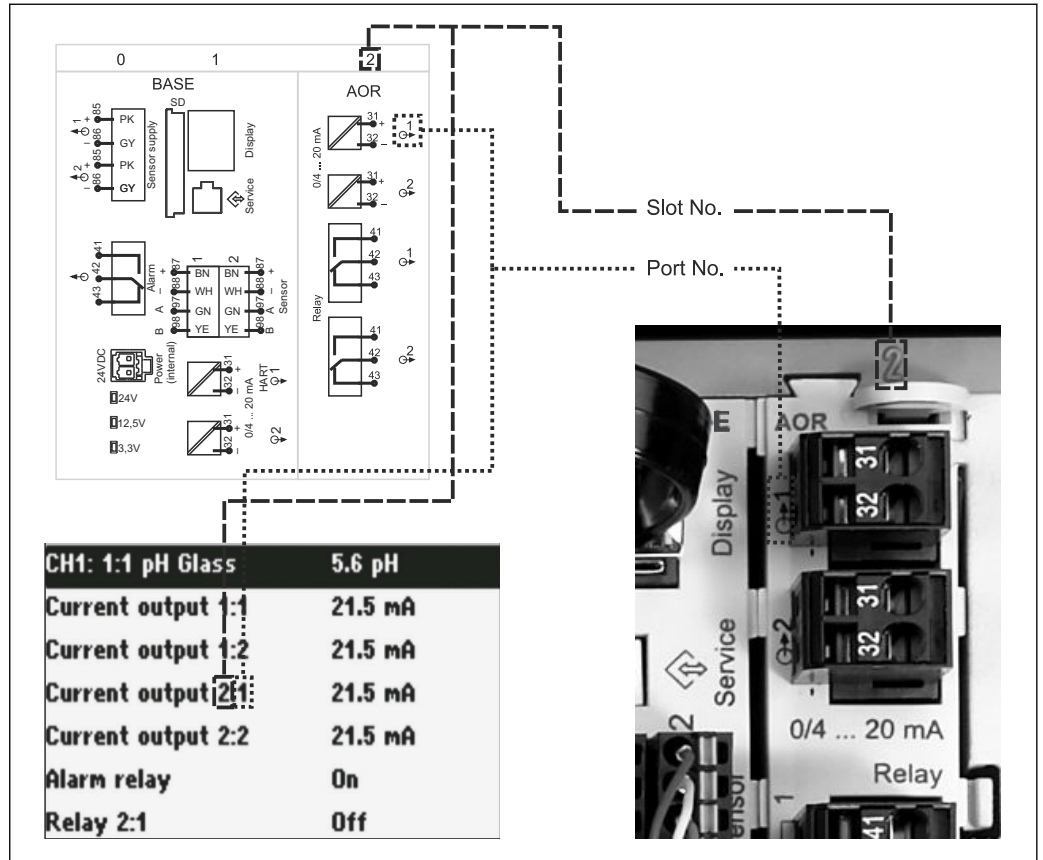 0 1 2
BASE
AOR
1 + 85 PK
– 86 GY
2 + 85 PK
– 86 GY
Sensor supply
SD
Display
Service
0/4 ... 20 mA
31 +
32 –
1
31 +
32 –
2
41
42
43
Alarm
1 2
+ 87 BN BN 87 +
– 88 WH WH 88 –
A 97 GN GN 97 A
B 98 YE YE 98 B
Sensor
Relay
41
42
43
1
41
42
43
2
24VDC
Power
(internal)
24V
12,5V
3,3V
31 +
32 –
HART 1
0/4 ... 20 mA
31 +
32 –
2
Slot No.
Port No.
CH1: 1:1 pH Glass 5.6 pH
Current output 1:1 21.5 mA
Current output 1:2 21.5 mA
Current output 2:1 21.5 mA
Current output 2:2 21.5 mA
Alarm relay On
Relay 2:1 Off
2
E
AOR
31
32
1
Display
31
32
2
Service
2
0/4 ... 20 mA
Relay
1
41